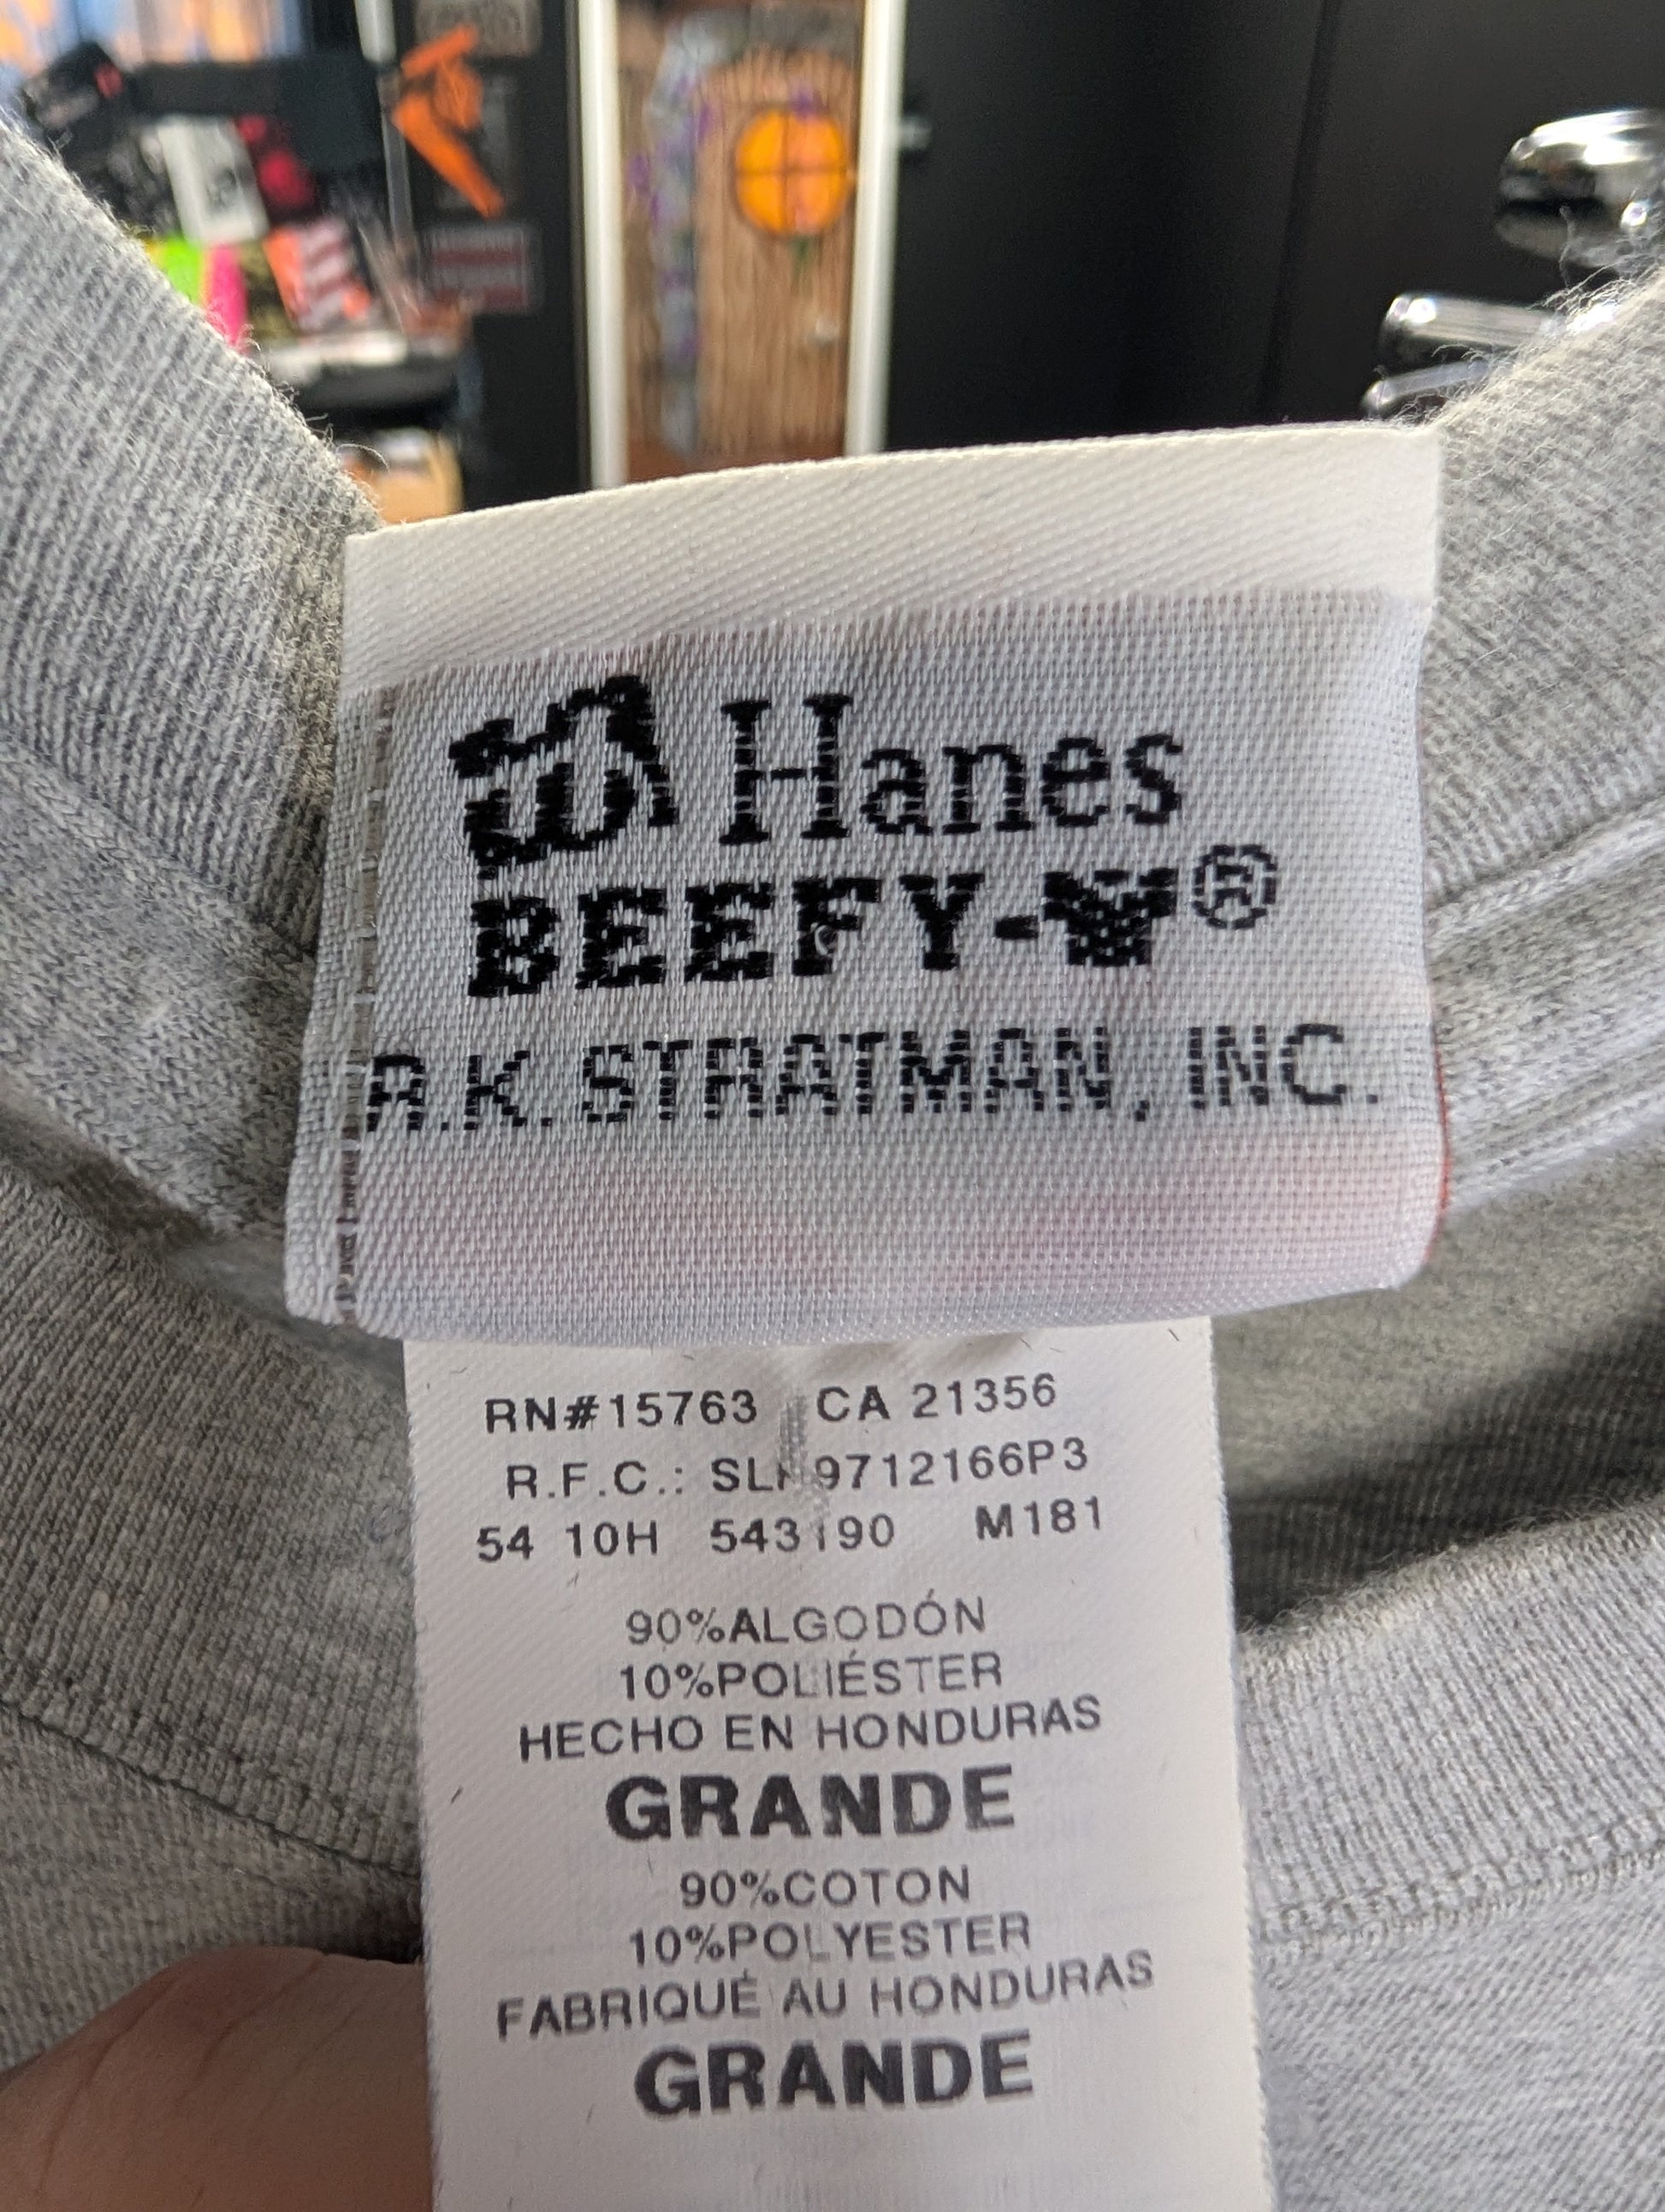 Hanes
BEEFY-®
R.K. STRATMAN, INC.
RN#15763 CA 21356
R.F.C.: 9712166P3
54 10H 543190 M181
90%ALGODÓN
10%POLIÉSTER
HECHO EN HONDURAS
GRANDE
90%COTON
10%POLYESTER
FABRIQUÉ AU HONDURAS
GRANDE